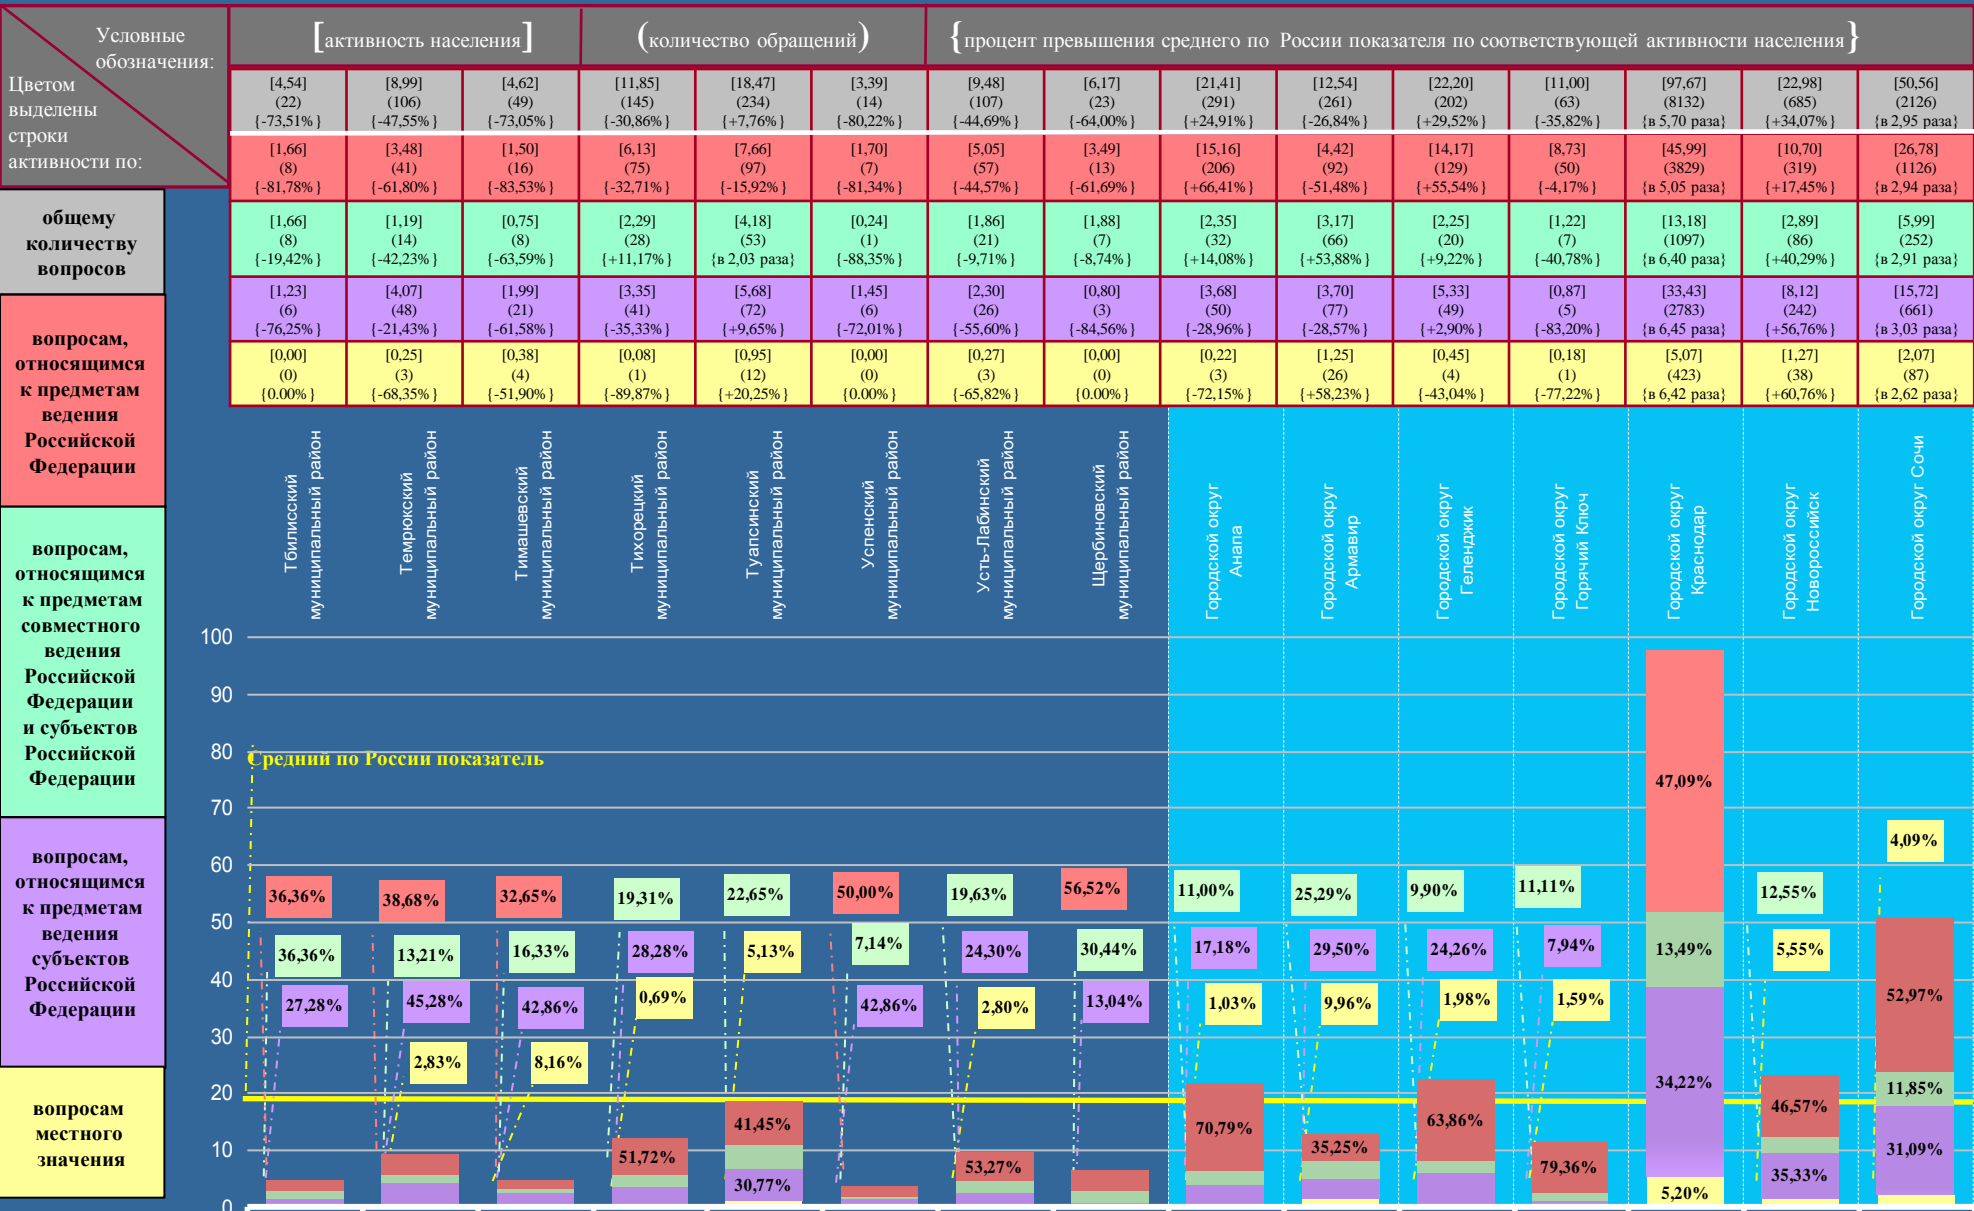 Условные
обозначения:
Цветом
выделены
строки
активности по:
[активность населения]
(количество обращений)
{процент превышения среднего по России показателя по соответствующей активности населения}
[4,54] [8,99] [4,62] [11,85] [18,47] [3,39] [9,48] [6,17] [21,41] [12,54] [22,20] [11,00] [97,67] [22,98] [50,56]
(22) (106) (49) (145) (234) (14) (107) (23) (291) (261) (202) (63) (8132) (685) (2126)
{-73,51%} {-47,55%} {-73,05%} {-30,86%} {+7,76%} {-80,22%} {-44,69%} {-64,00%} {+24,91%} {-26,84%} {+29,52%} {-35,82%} {в 5,70 раза} {+34,07%} {в 2,95 раза}
[1,66] [3,48] [1,50] [6,13] [7,66] [1,70] [5,05] [3,49] [15,16] [4,42] [14,17] [8,73] [45,99] [10,70] [26,78]
(8) (41) (16) (75) (97) (7) (57) (13) (206) (92) (129) (50) (3829) (319) (1126)
{-81,78%} {-61,80%} {-83,53%} {-32,71%} {-15,92%} {-81,34%} {-44,57%} {-61,69%} {+66,41%} {-51,48%} {+55,54%} {-4,17%} {в 5,05 раза} {+17,45%} {в 2,94 раза}
[1,66] [1,19] [0,75] [2,29] [4,18] [0,24] [1,86] [1,88] [2,35] [3,17] [2,25] [1,22] [13,18] [2,89] [5,99]
(8) (14) (8) (28) (53) (1) (21) (7) (32) (66) (20) (7) (1097) (86) (252)
{-19,42%} {-42,23%} {-63,59%} {+11,17%} {в 2,03 раза} {-88,35%} {-9,71%} {-8,74%} {+14,08%} {+53,88%} {+9,22%} {-40,78%} {в 6,40 раза} {+40,29%} {в 2,91 раза}
[1,23] [4,07] [1,99] [3,35] [5,68] [1,45] [2,30] [0,80] [3,68] [3,70] [5,33] [0,87] [33,43] [8,12] [15,72]
(6) (48) (21) (41) (72) (6) (26) (3) (50) (77) (49) (5) (2783) (242) (661)
{-76,25%} {-21,43%} {-61,58%} {-35,33%} {+9,65%} {-72,01%} {-55,60%} {-84,56%} {-28,96%} {-28,57%} {+2,90%} {-83,20%} {в 6,45 раза} {+56,76%} {в 3,03 раза}
[0,00] [0,25] [0,38] [0,08] [0,95] [0,00] [0,27] [0,00] [0,22] [1,25] [0,45] [0,18] [5,07] [1,27] [2,07]
(0) (3) (4) (1) (12) (0) (3) (0) (3) (26) (4) (1) (423) (38) (87)
{0.00%} {-68,35%} {-51,90%} {-89,87%} {+20,25%} {0.00%} {-65,82%} {0.00%} {-72,15%} {+58,23%} {-43,04%} {-77,22%} {в 6,42 раза} {+60,76%} {в 2,62 раза}
общему
количеству
вопросов
вопросам,
относящимся
к предметам
ведения
Российской
Федерации
вопросам,
относящимся
к предметам
совместного
ведения
Российской
Федерации
и субъектов
Российской
Федерации
вопросам,
относящимся
к предметам
ведения
субъектов
Российской
Федерации
вопросам
местного
значения
Тбилисский
муниципальный район
Темрюкский
муниципальный район
Тимашевский
муниципальный район
Тихорецкий
муниципальный район
Туапсинский
муниципальный район
Успенский
муниципальный район
Усть-Лабинский
муниципальный район
Щербиновский
муниципальный район
Городской округ
Анапа
Городской округ
Армавир
Городской округ
Геленджик
Городской округ
Горячий Ключ
Городской округ
Краснодар
Городской округ
Новороссийск
Городской округ Сочи
100
90
80
70
60
50
40
30
20
10
0
Средний по России показатель
36,36%
36,36%
27,28%
38,68%
13,21%
45,28%
2,83%
32,65%
16,33%
42,86%
8,16%
19,31%
28,28%
0,69%
51,72%
22,65%
5,13%
41,45%
30,77%
50,00%
7,14%
42,86%
19,63%
24,30%
2,80%
53,27%
56,52%
30,44%
13,04%
11,00%
17,18%
1,03%
70,79%
25,29%
29,50%
9,96%
35,25%
9,90%
24,26%
1,98%
63,86%
11,11%
7,94%
1,59%
79,36%
47,09%
13,49%
34,22%
5,20%
12,55%
5,55%
46,57%
35,33%
4,09%
52,97%
11,85%
31,09%